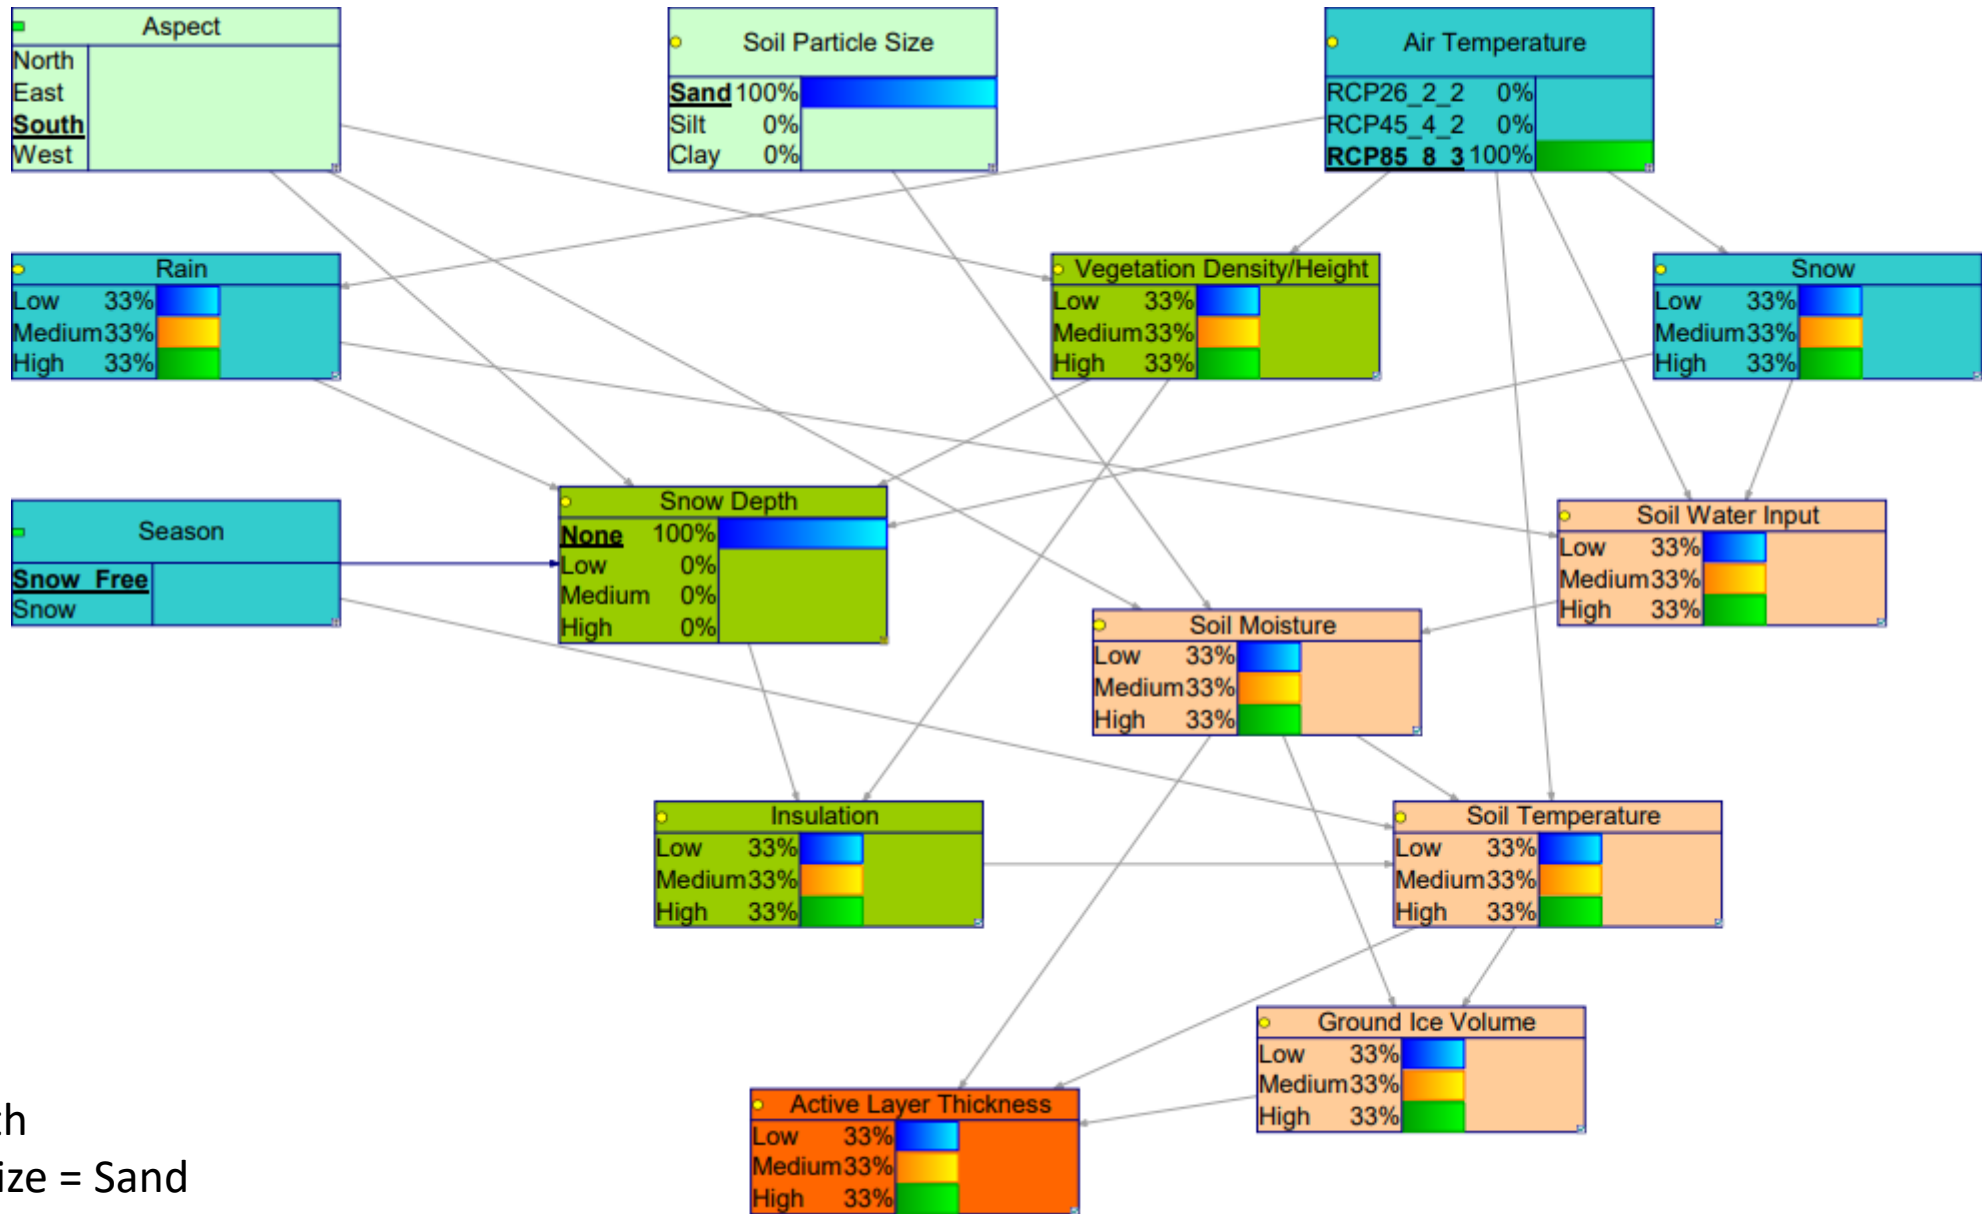 Aspect
North
East
South
West
Soil Particle Size
Sand 100%
Silt 0%
Clay 0%
Air Temperature
RCP26_2_2 0%
RCP45_4_2 0%
RCP85_8_3 100%
Rain
Low 33%
Medium 33%
High 33%
Vegetation Density/Height
Low 33%
Medium 33%
High 33%
Snow
Low 33%
Medium 33%
High 33%
Season
Snow_Free
Snow
Snow Depth
None 100%
Low 0%
Medium 0%
High 0%
Soil Water Input
Low 33%
Medium 33%
High 33%
Soil Moisture
Low 33%
Medium 33%
High 33%
Insulation
Low 33%
Medium 33%
High 33%
Soil Temperature
Low 33%
Medium 33%
High 33%
Ground Ice Volume
Low 33%
Medium 33%
High 33%
Active Layer Thickness
Low 33%
Medium 33%
High 33%
th
ize = Sand